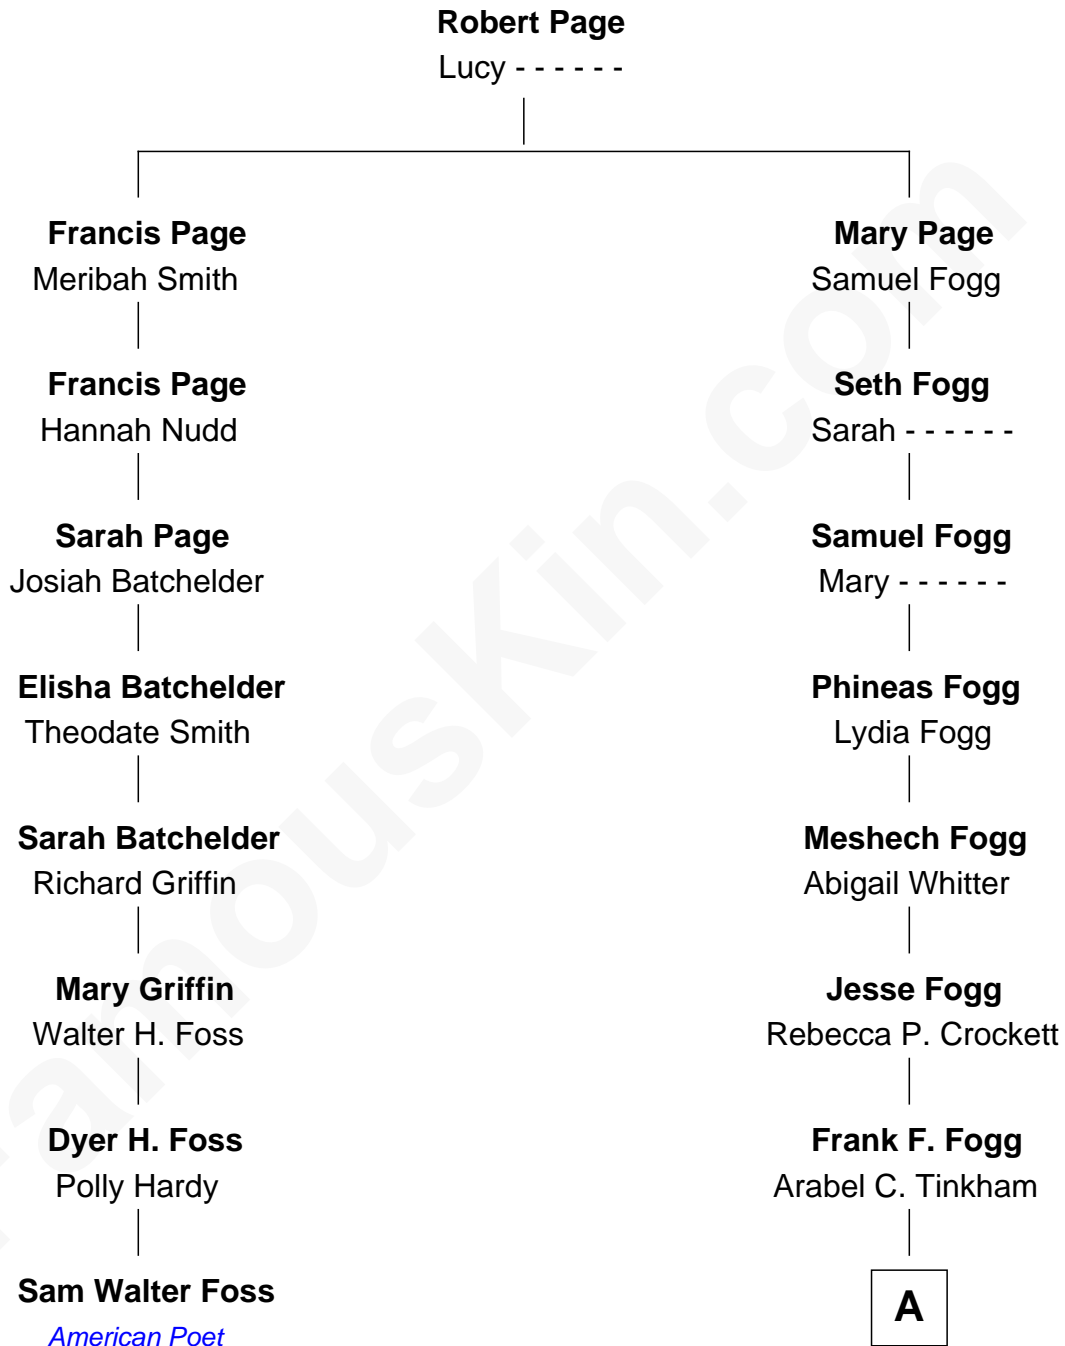 Robert Page
Lucy - - - - - -
Francis Page
Meribah Smith
Mary Page
Samuel Fogg
Francis Page
Hannah Nudd
Seth Fogg
Sarah - - - - - -
Sarah Page
Josiah Batchelder
Samuel Fogg
Mary - - - - - -
Elisha Batchelder
Theodate Smith
Phineas Fogg
Lydia Fogg
Sarah Batchelder
Richard Griffin
Meshech Fogg
Abigail Whitter
Mary Griffin
Walter H. Foss
Jesse Fogg
Rebecca P. Crockett
Dyer H. Foss
Polly Hardy
Frank F. Fogg
Arabel C. Tinkham
Sam Walter Foss
American Poet
A
FamousKin.com